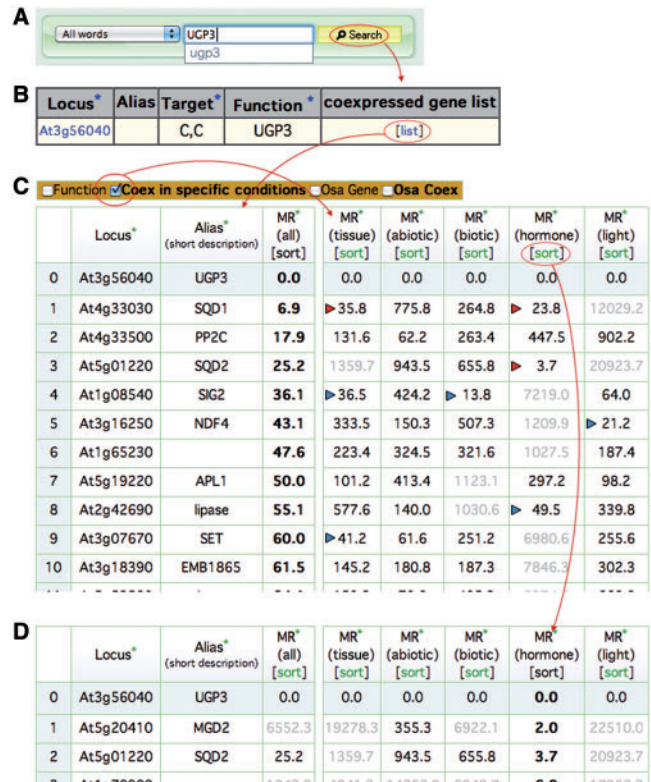 A
All words UGP3 Search
ugp3
B
Locus* Alias Target* Function* coexpressed gene list
At3g56040 C,C UGP3 [list]
C
Function Coex in specific conditions Osa Gene Osa Coex
Locus* Alias* (short description) MR* (all) [sort] MR* (tissue) [sort] MR* (abiotic) [sort] MR* (biotic) [sort] MR* (hormone) [sort] MR* (light) [sort]
0 At3g56040 UGP3 0.0 0.0 0.0 0.0 0.0 0.0
1 At4g33030 SQD1 6.9 35.8 775.8 264.8 23.8 12029.2
2 At4g33500 PP2C 17.9 131.6 62.2 263.4 447.5 902.2
3 At5g01220 SQD2 25.2 1359.7 943.5 655.8 3.7 20923.7
4 At1g08540 SIG2 36.1 36.5 424.2 13.8 7219.0 64.0
5 At3g16250 NDF4 43.1 333.5 150.3 507.3 1209.9 21.2
6 At1g65230 47.6 223.4 324.5 321.6 1027.5 187.4
7 At5g19220 APL1 50.0 101.2 413.4 1123.1 297.2 98.2
8 At2g42690 lipase 55.1 577.6 140.0 1030.6 49.5 339.8
9 At3g07670 SET 60.0 41.2 61.6 251.2 6980.6 255.6
10 At3g18390 EMB1865 61.5 145.2 180.8 187.3 7846.3 302.3
D
Locus* Alias* (short description) MR* (all) [sort] MR* (tissue) [sort] MR* (abiotic) [sort] MR* (biotic) [sort] MR* (hormone) [sort] MR* (light) [sort]
0 At3g56040 UGP3 0.0 0.0 0.0 0.0 0.0 0.0
1 At5g20410 MGD2 6552.3 19278.3 355.3 6922.1 2.0 22510.0
2 At5g01220 SQD2 25.2 1359.7 943.5 655.8 3.7 20923.7